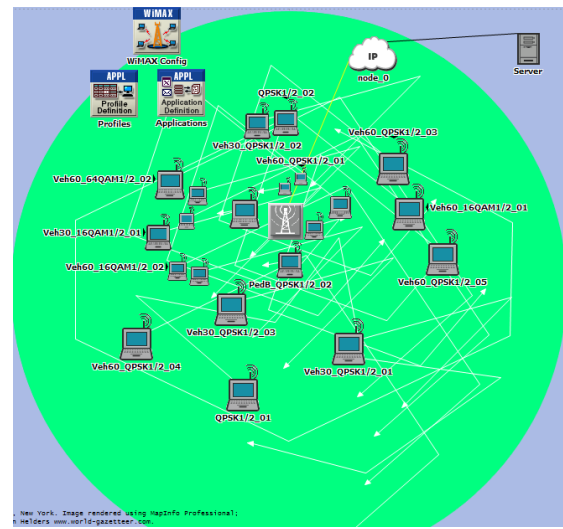 WiMAX Config
IP
node_0
Server
APPL
Profile
Definition
Profiles
APPL
Application
Definition
Applications
QPSK1/2_02
Veh30_QPSK1/2_02
Veh60_QPSK1/2_03
Veh60_QPSK1/2_01
Veh60_64QAM1/2_02
Veh60_16QAM1/2_01
Veh30_16QAM1/2_01
Veh60_16QAM1/2_02
Veh60_QPSK1/2_05
PedB_QPSK1/2_02
Veh30_QPSK1/2_03
Veh60_QPSK1/2_04
Veh30_QPSK1/2_01
QPSK1/2_01
, New York. Image rendered using MapInfo Professional;
n Helders www.world-gazetteer.com.